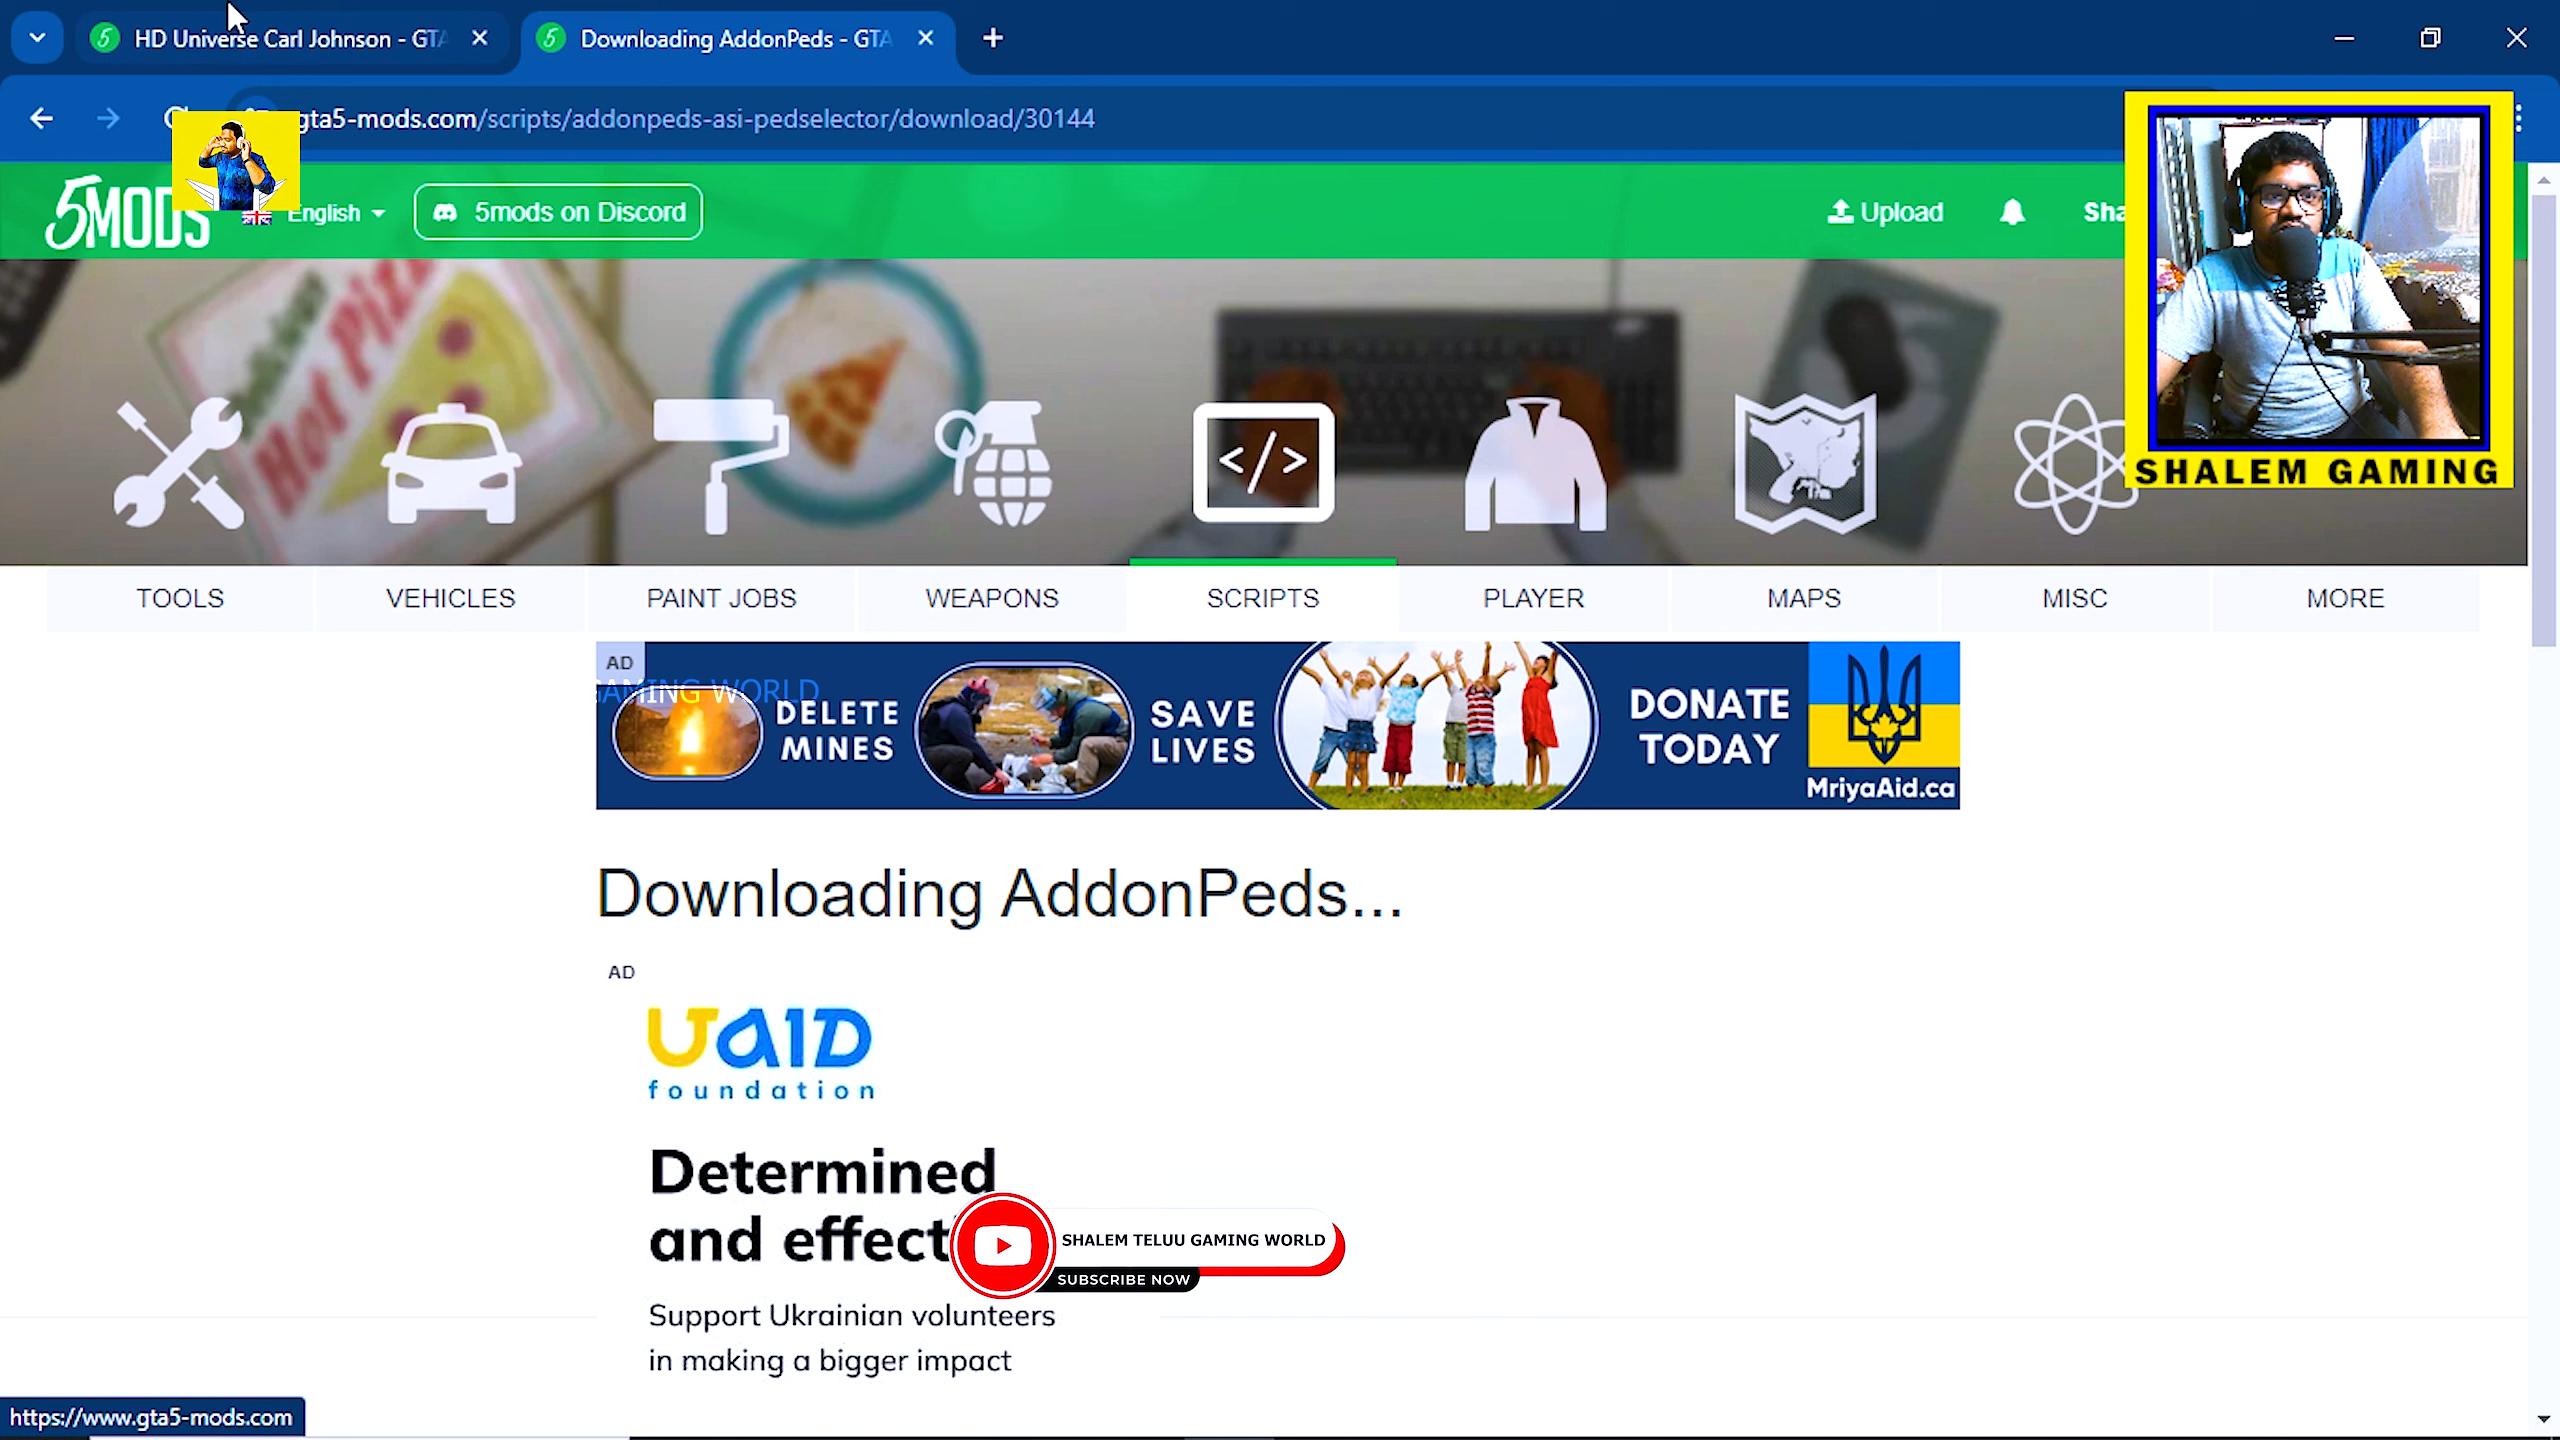 HD Universe Carl Johnson - GTA
Downloading AddonPeds - GTA
gta5-mods.com/scripts/addonpeds-asi-pedselector/download/30144
5MODS
English
5mods on Discord
Upload
Sha
Hot Pizza
SHALEM GAMING
TOOLS
VEHICLES
PAINT JOBS
WEAPONS
</>
SCRIPTS
PLAYER
MAPS
MISC
MORE
AD
GAMING WORLD
DELETE
MINES
SAVE
LIVES
DONATE
TODAY
MriyaAid.ca
Downloading AddonPeds...
AD
UAID
foundation
Determined
and effect
SHALEM TELUU GAMING WORLD
SUBSCRIBE NOW
Support Ukrainian volunteers
in making a bigger impact
https://www.gta5-mods.com